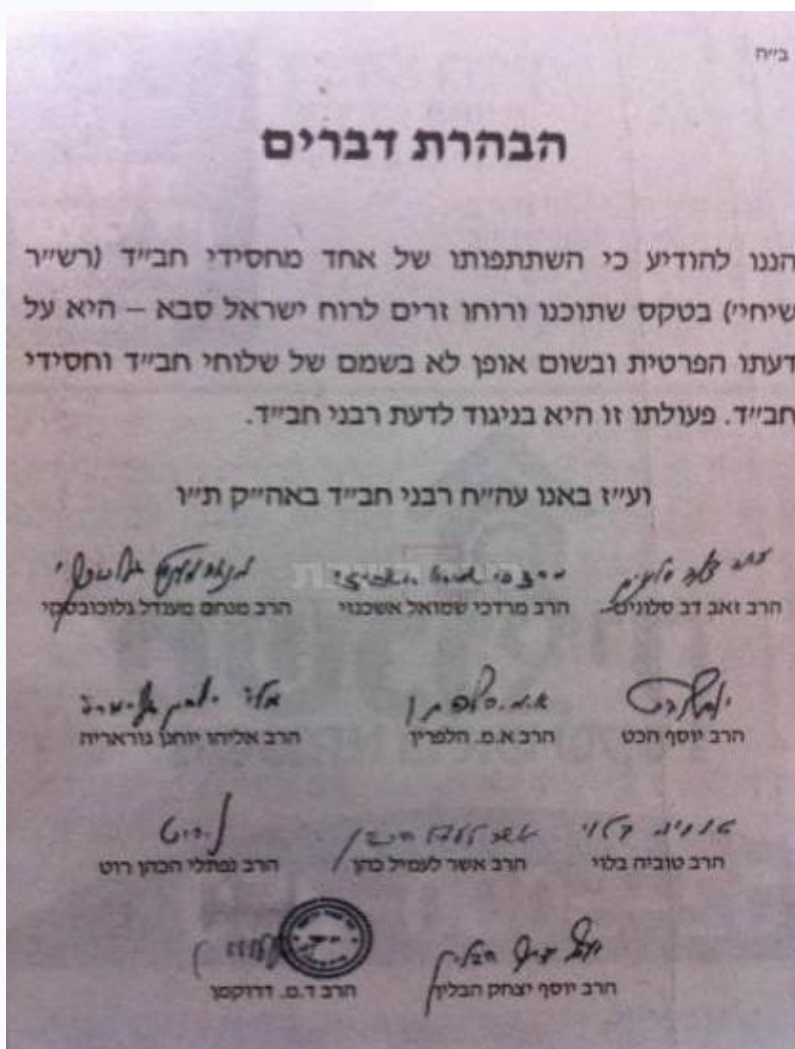 ב״ה
הבהרת דברים
הננו להודיע כי השתתפותו של אחד מחסידי חב״ד (רש״ר
שיחי׳) בטקס שתוכנו ורוחו זרים לרוח ישראל סבא – היא על
דעתו הפרטית ובשום אופן לא בשמם של שלוחי חב״ד וחסידי
חב״ד. פעולתו זו היא בניגוד לדעת רבני חב״ד.
ועי״ז באנו עה״ח רבני חב״ד באה״ק ת״ו
הרב זאב דב סלונים הרב מרדכי שמואל אשכנזי הרב מנחם מענדל גלוכובסקי
הרב יוסף הכט הרב א.מ. הלפרין הרב אליהו יוחנן גוראריה
הרב טוביה בלוי הרב אשר לעמיל כהן הרב נפתלי הכהן רוט
הרב יוסף יצחק הבלין הרב ד.מ. דרוקמן